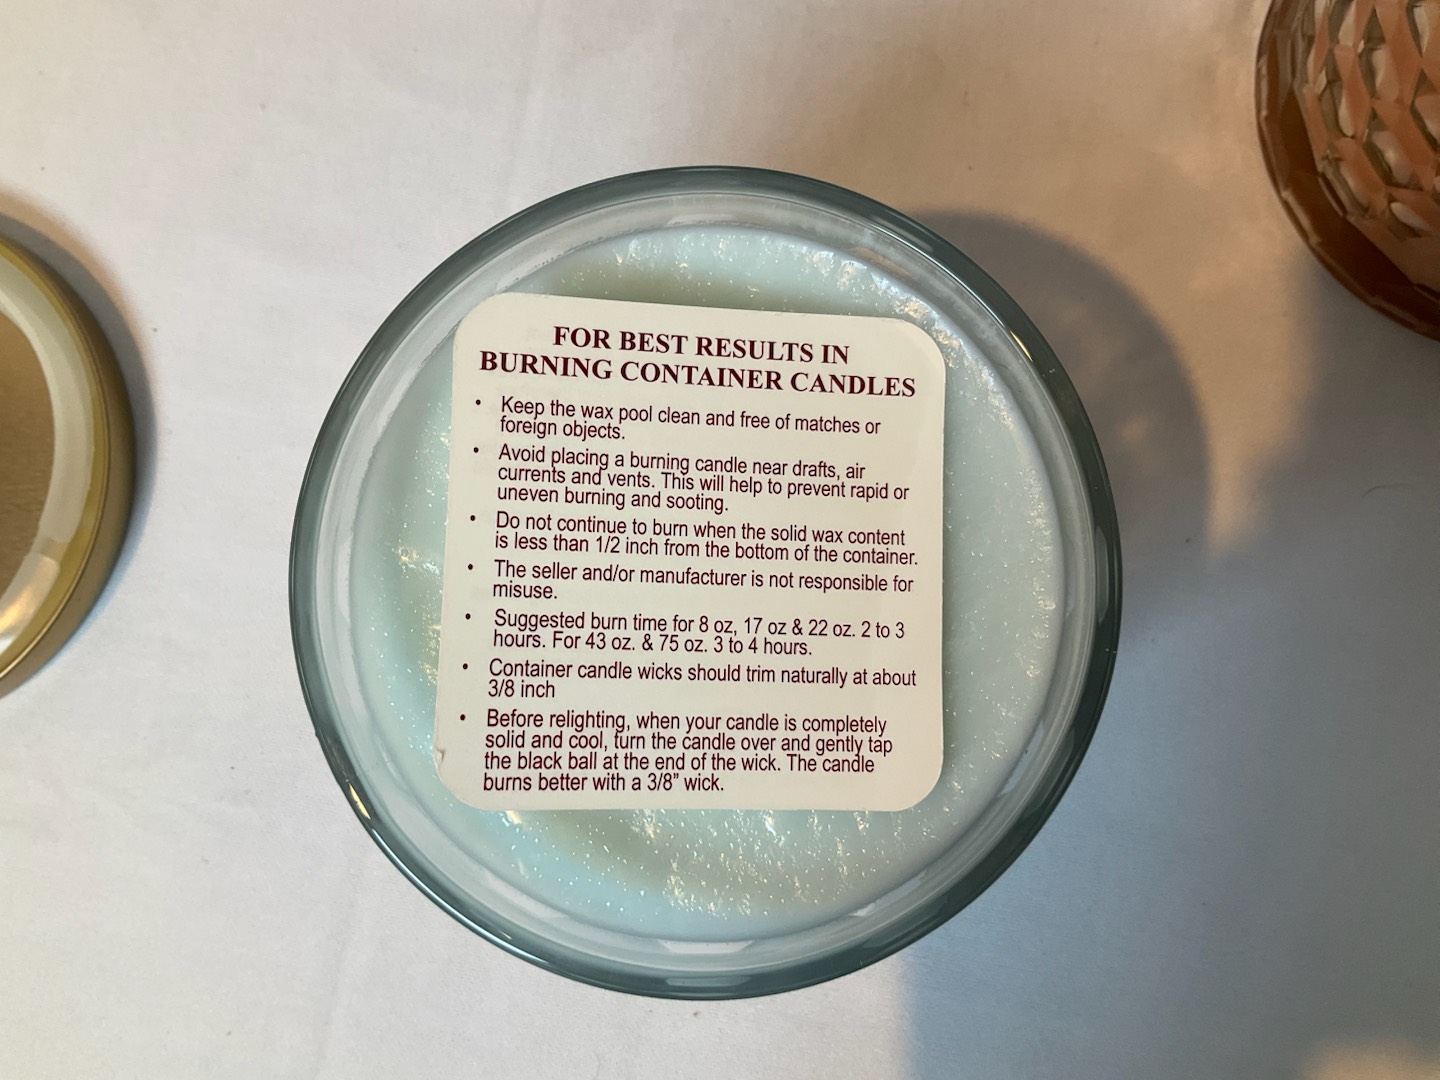 FOR BEST RESULTS IN
BURNING CONTAINER CANDLES
• Keep the wax pool clean and free of matches or
foreign objects.
• Avoid placing a burning candle near drafts, air
currents and vents. This will help to prevent rapid or
uneven burning and sooting.
• Do not continue to burn when the solid wax content
is less than 1/2 inch from the bottom of the container.
• The seller and/or manufacturer is not responsible for
misuse.
• Suggested burn time for 8 oz, 17 oz & 22 oz. 2 to 3
hours. For 43 oz. & 75 oz. 3 to 4 hours.
• Container candle wicks should trim naturally at about
3/8 inch
• Before relighting, when your candle is completely
solid and cool, turn the candle over and gently tap
the black ball at the end of the wick. The candle
burns better with a 3/8” wick.